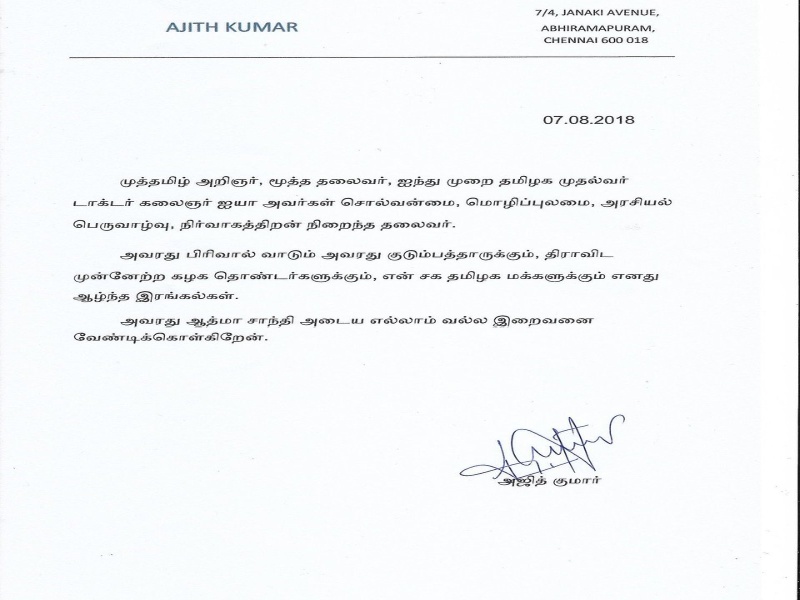 AJITH KUMAR
7/4, JANAKI AVENUE,
ABHIRAMAPURAM,
CHENNAI 600 018
07.08.2018
முத்தமிழ் அறிஞர், மூத்த தலைவர், ஐந்து முறை தமிழக முதல்வர்
டாக்டர் கலைஞர் ஐயா அவர்கள் சொல்வன்மை, மொழிப்புலமை, அரசியல்
பெருவாழ்வு, நிர்வாகத்திறன் நிறைந்த தலைவர்.
அவரது பிரிவால் வாடும் அவரது குடும்பத்தாருக்கும், திராவிட
முன்னேற்ற கழக தொண்டர்களுக்கும், என் சக தமிழக மக்களுக்கும் எனது
ஆழ்ந்த இரங்கல்கள்.
அவரது ஆத்மா சாந்தி அடைய எல்லாம் வல்ல இறைவனை
வேண்டிக்கொள்கிறேன்.
அஜித் குமார்